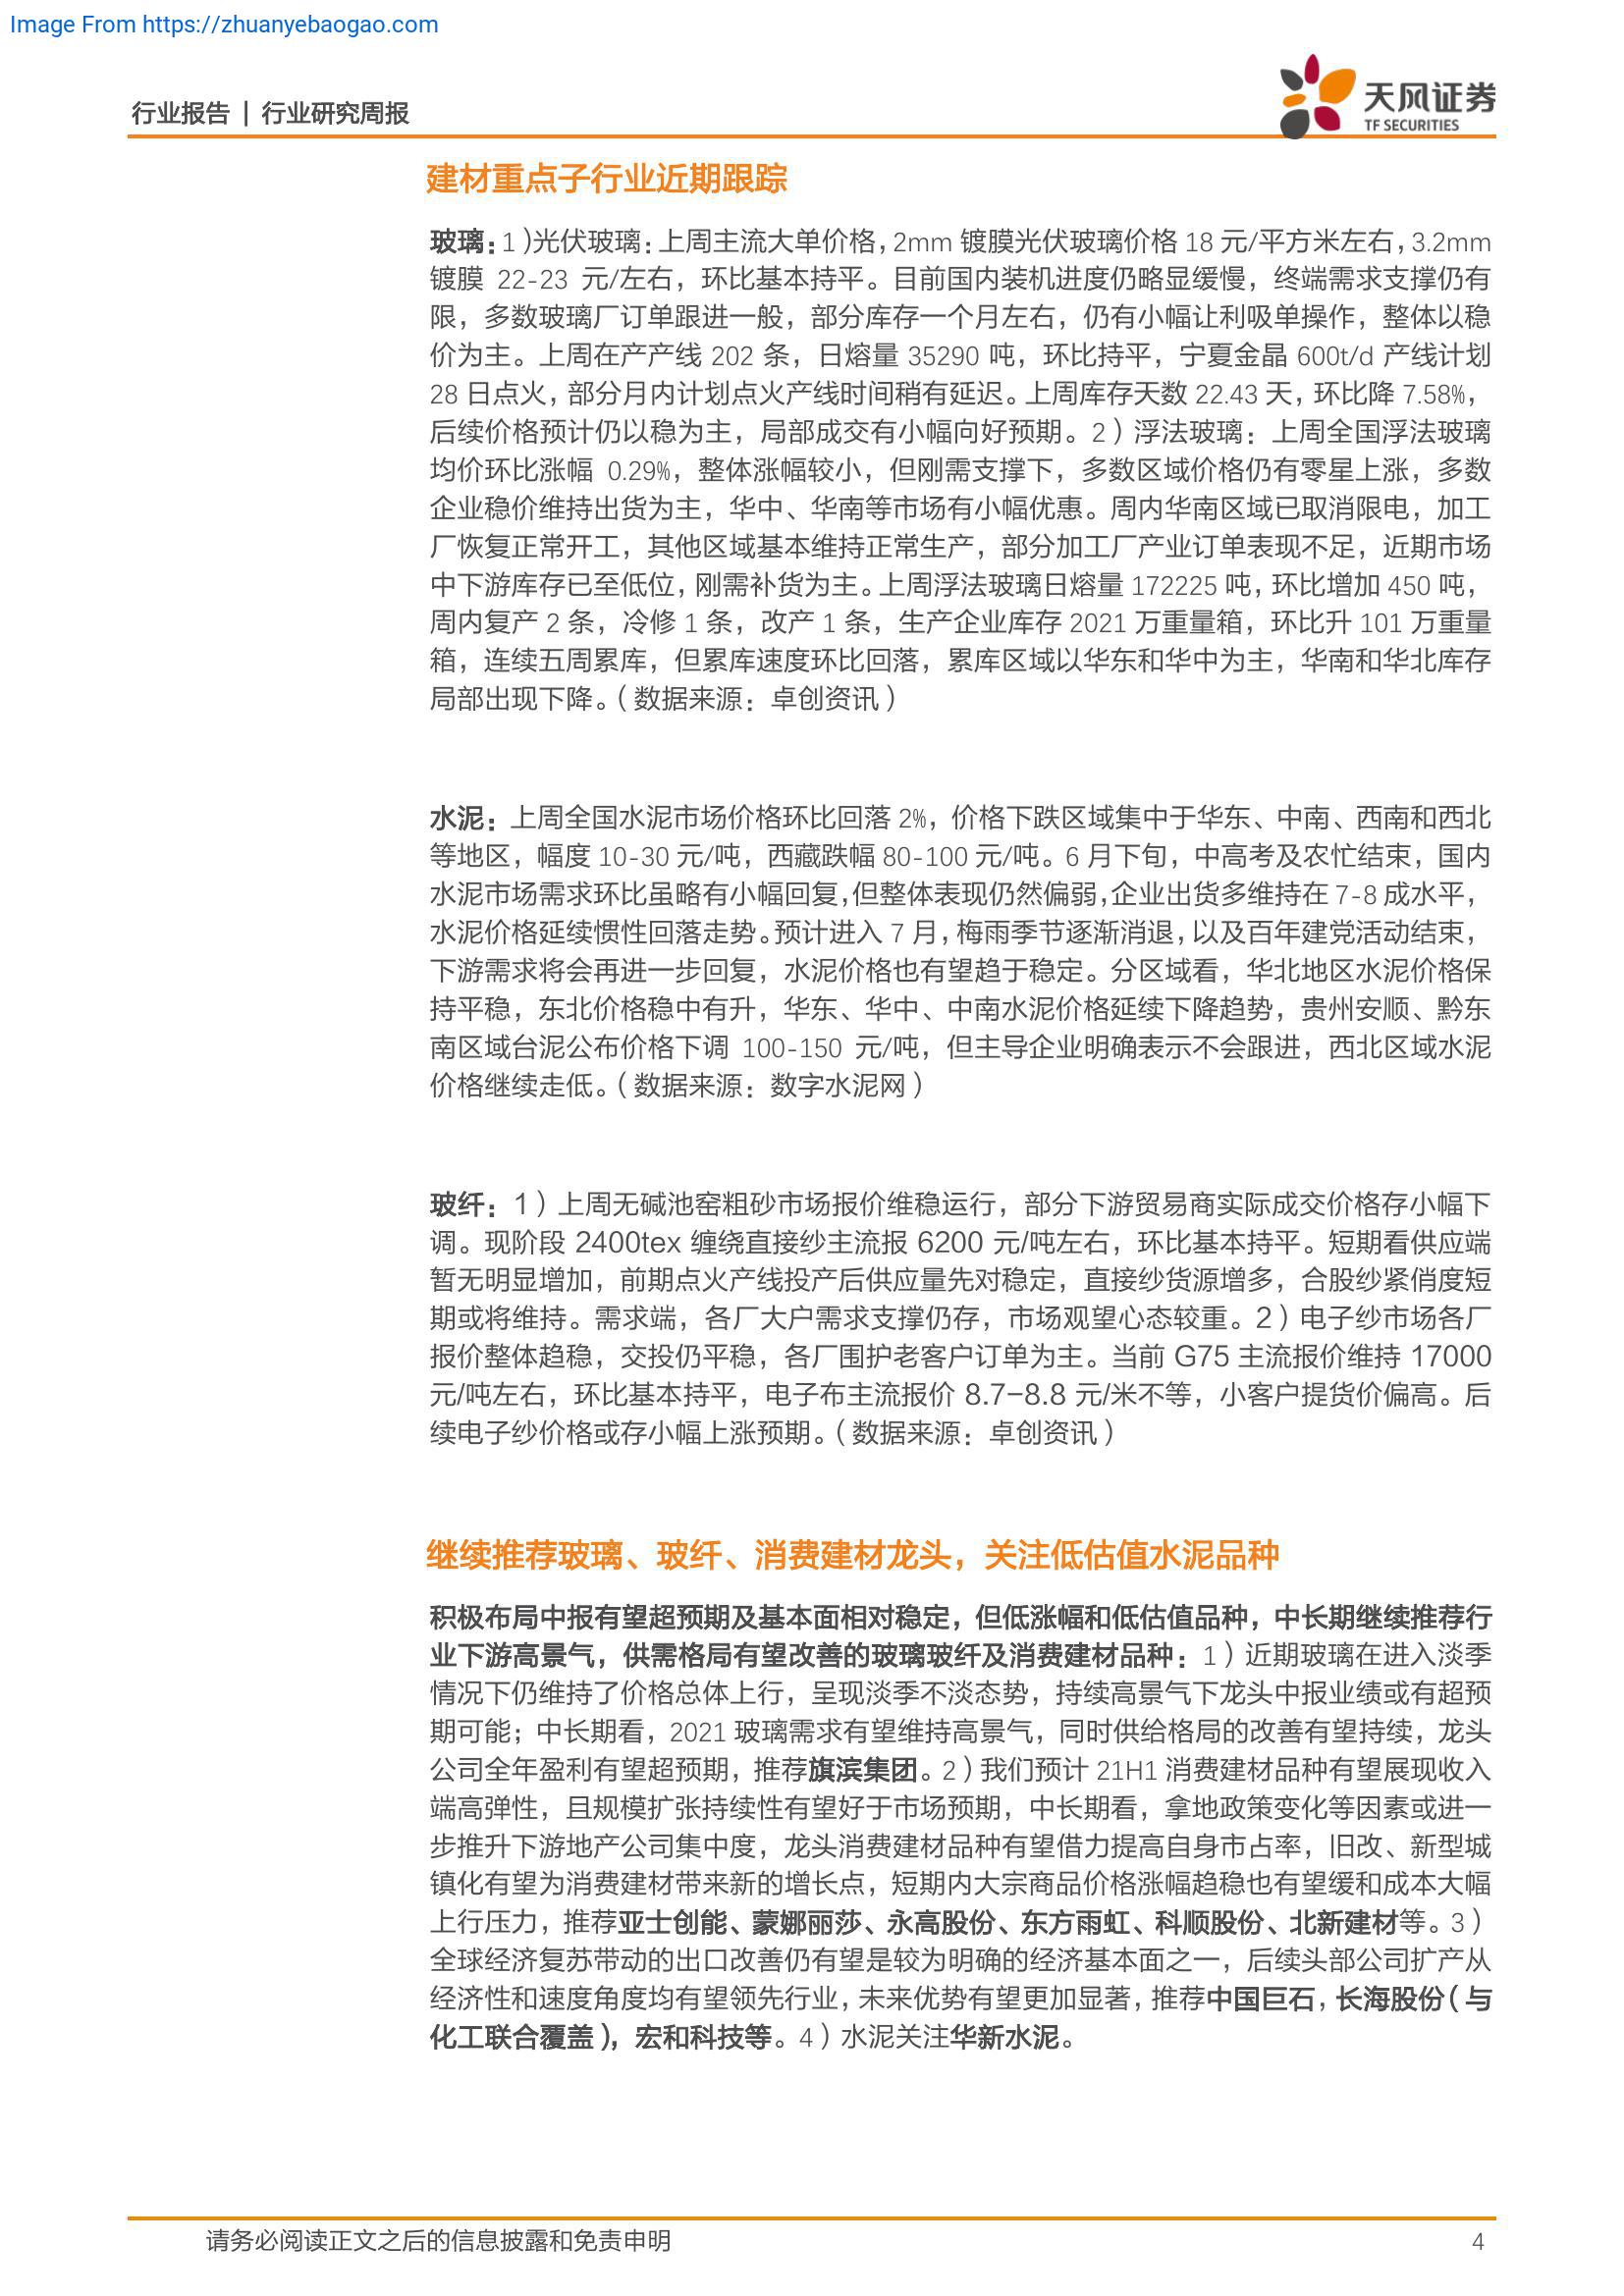 Image From https://zhuanyebaogao.com
行业报告 | 行业研究周报
天风证券
TF SECURITIES
建材重点子行业近期跟踪
玻璃：1）光伏玻璃：上周主流大单价格，2mm 镀膜光伏玻璃价格 18 元/平方米左右，3.2mm
镀膜 22-23 元/左右，环比基本持平。目前国内装机进度仍略显缓慢，终端需求支撑仍有
限，多数玻璃厂订单跟进一般，部分库存一个月左右，仍有小幅让利吸单操作，整体以稳
价为主。上周在产产线 202 条，日熔量 35290 吨，环比持平，宁夏金晶 600t/d 产线计划
28 日点火，部分月内计划点火产线时间稍有延迟。上周库存天数 22.43 天，环比降 7.58%，
后续价格预计仍以稳为主，局部成交有小幅向好预期。2）浮法玻璃：上周全国浮法玻璃
均价环比涨幅 0.29%，整体涨幅较小，但刚需支撑下，多数区域价格仍有零星上涨，多数
企业稳价维持出货为主，华中、华南等市场有小幅优惠。周内华南区域已取消限电，加工
厂恢复正常开工，其他区域基本维持正常生产，部分加工厂产业订单表现不足，近期市场
中下游库存已至低位，刚需补货为主。上周浮法玻璃日熔量 172225 吨，环比增加 450 吨，
周内复产 2 条，冷修 1 条，改产 1 条，生产企业库存 2021 万重量箱，环比升 101 万重量
箱，连续五周累库，但累库速度环比回落，累库区域以华东和华中为主，华南和华北库存
局部出现下降。（数据来源：卓创资讯）
水泥：上周全国水泥市场价格环比回落 2%，价格下跌区域集中于华东、中南、西南和西北
等地区，幅度 10-30 元/吨，西藏跌幅 80-100 元/吨。6 月下旬，中高考及农忙结束，国内
水泥市场需求环比虽略有小幅回复，但整体表现仍然偏弱，企业出货多维持在 7-8 成水平，
水泥价格延续惯性回落走势。预计进入 7 月，梅雨季节逐渐消退，以及百年建党活动结束，
下游需求将会再进一步回复，水泥价格也有望趋于稳定。分区域看，华北地区水泥价格保
持平稳，东北价格稳中有升，华东、华中、中南水泥价格延续下降趋势，贵州安顺、黔东
南区域台泥公布价格下调 100-150 元/吨，但主导企业明确表示不会跟进，西北区域水泥
价格继续走低。（数据来源：数字水泥网）
玻纤：1）上周无碱池窑粗砂市场报价维稳运行，部分下游贸易商实际成交价格存小幅下
调。现阶段 2400tex 缠绕直接纱主流报 6200 元/吨左右，环比基本持平。短期看供应端
暂无明显增加，前期点火产线投产后供应量先对稳定，直接纱货源增多，合股纱紧俏度短
期或将维持。需求端，各厂大户需求支撑仍存，市场观望心态较重。2）电子纱市场各厂
报价整体趋稳，交投仍平稳，各厂围护老客户订单为主。当前 G75 主流报价维持 17000
元/吨左右，环比基本持平，电子布主流报价 8.7-8.8 元/米不等，小客户提货价偏高。后
续电子纱价格或存小幅上涨预期。（数据来源：卓创资讯）
继续推荐玻璃、玻纤、消费建材龙头，关注低估值水泥品种
积极布局中报有望超预期及基本面相对稳定，但低涨幅和低估值品种，中长期继续推荐行
业下游高景气，供需格局有望改善的玻璃玻纤及消费建材品种：1）近期玻璃在进入淡季
情况下仍维持了价格总体上行，呈现淡季不淡态势，持续高景气下龙头中报业绩或有超预
期可能；中长期看，2021 玻璃需求有望维持高景气，同时供给格局的改善有望持续，龙头
公司全年盈利有望超预期，推荐旗滨集团。2）我们预计 21H1 消费建材品种有望展现收入
端高弹性，且规模扩张持续性有望好于市场预期，中长期看，拿地政策变化等因素或进一
步推升下游地产公司集中度，龙头消费建材品种有望借力提高自身市占率，旧改、新型城
镇化有望为消费建材带来新的增长点，短期内大宗商品价格涨幅趋稳也有望缓和成本大幅
上行压力，推荐亚士创能、蒙娜丽莎、永高股份、东方雨虹、科顺股份、北新建材等。3）
全球经济复苏带动的出口改善仍有望是较为明确的经济基本面之一，后续头部公司扩产从
经济性和速度角度均有望领先行业，未来优势有望更加显著，推荐中国巨石，长海股份（与
化工联合覆盖），宏和科技等。4）水泥关注华新水泥。
请务必阅读正文之后的信息披露和免责申明
4